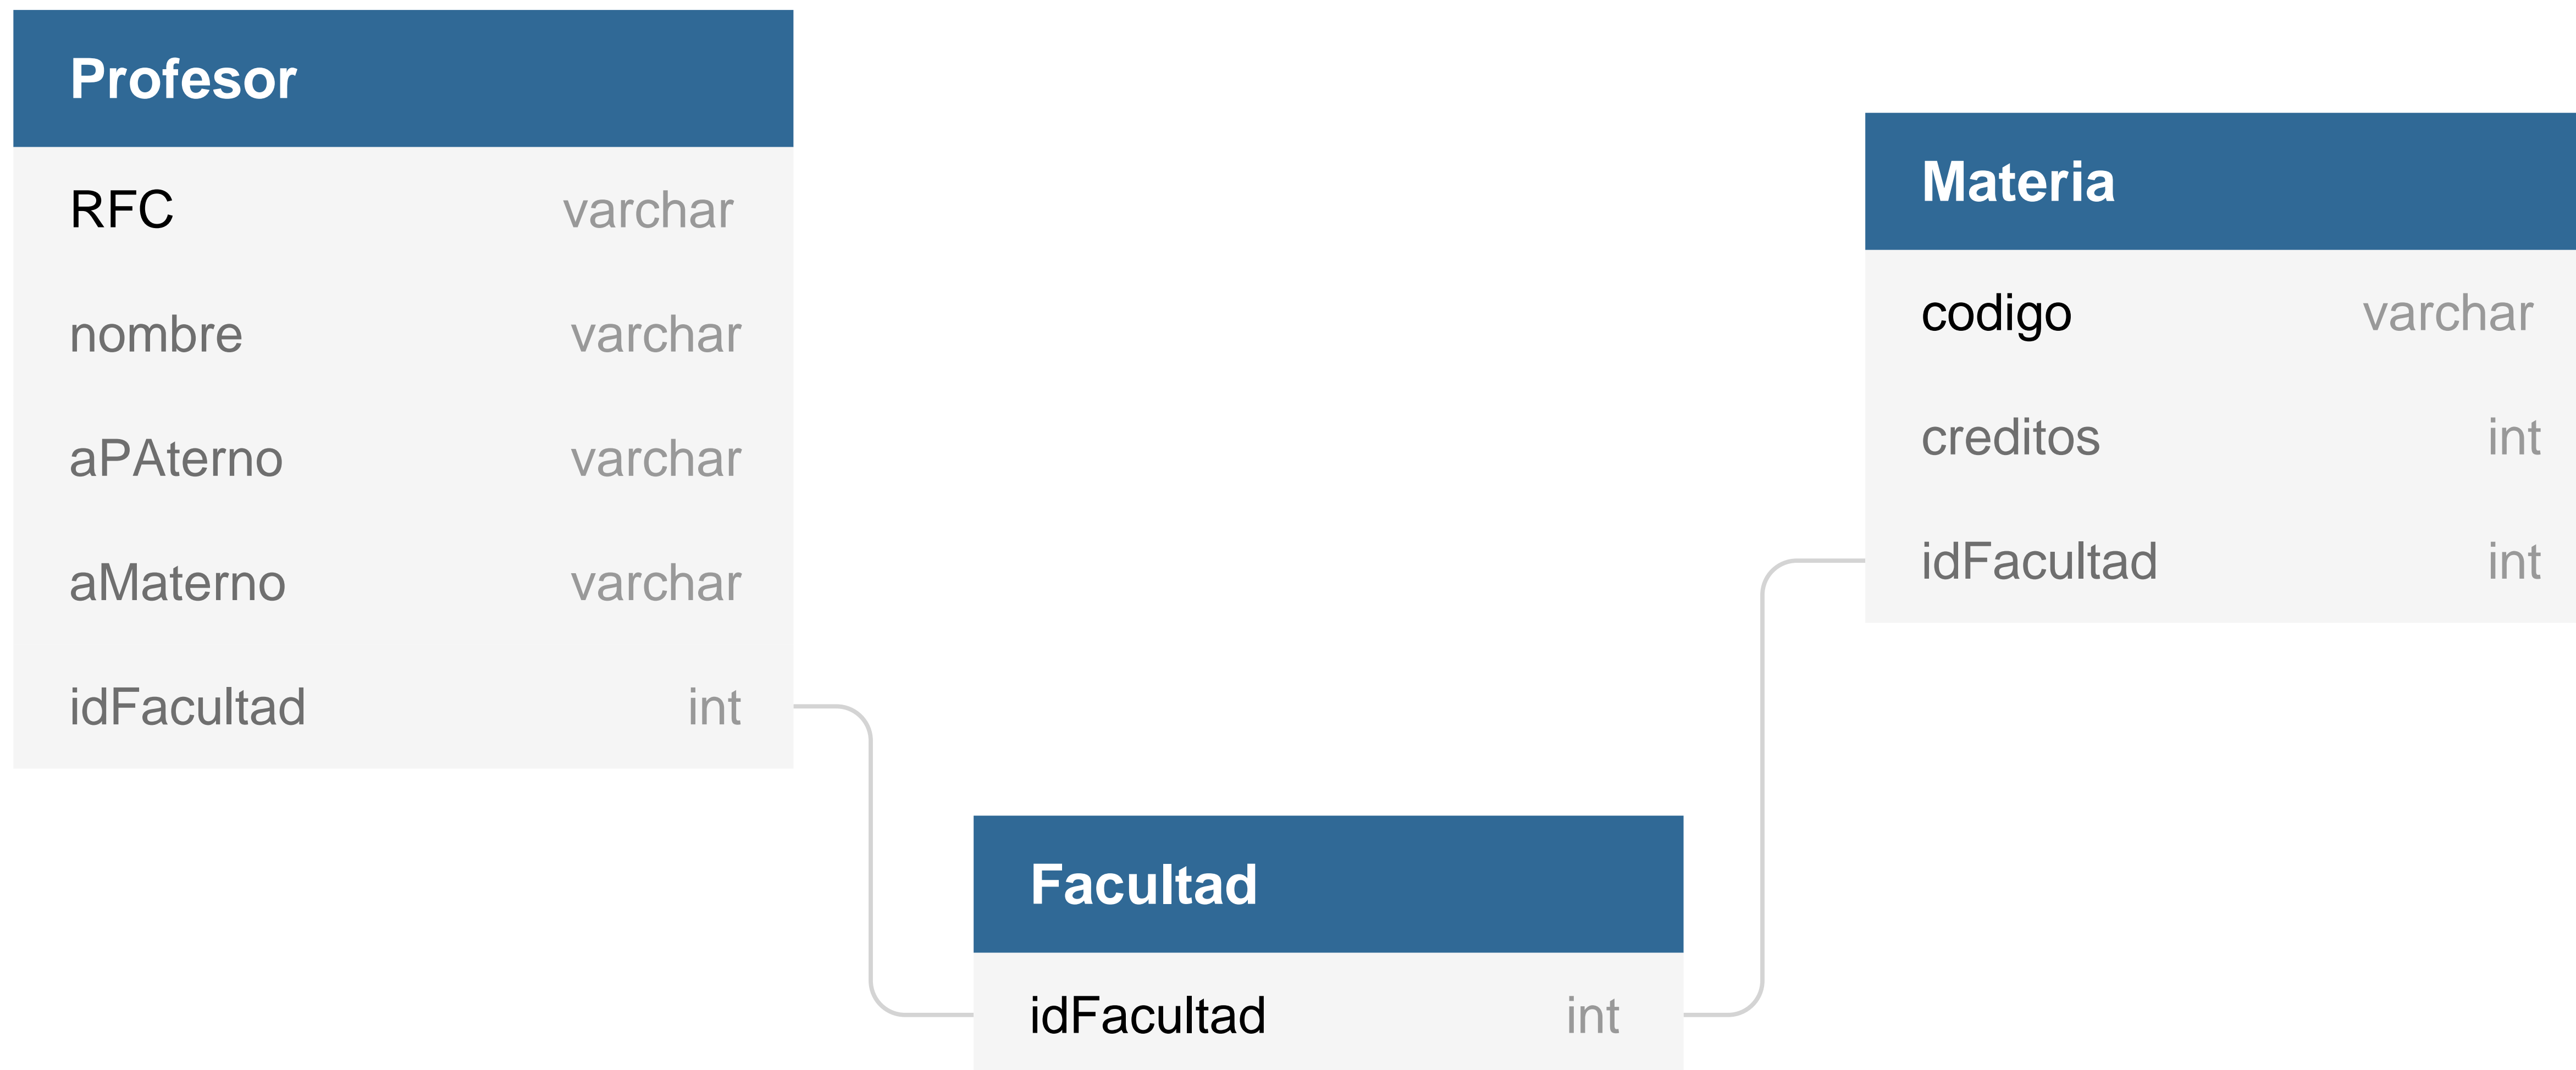 Profesor
RFC varchar
nombre varchar
aPAterno varchar
aMaterno varchar
idFacultad int
Materia
codigo varchar
creditos int
idFacultad int
Facultad
idFacultad int